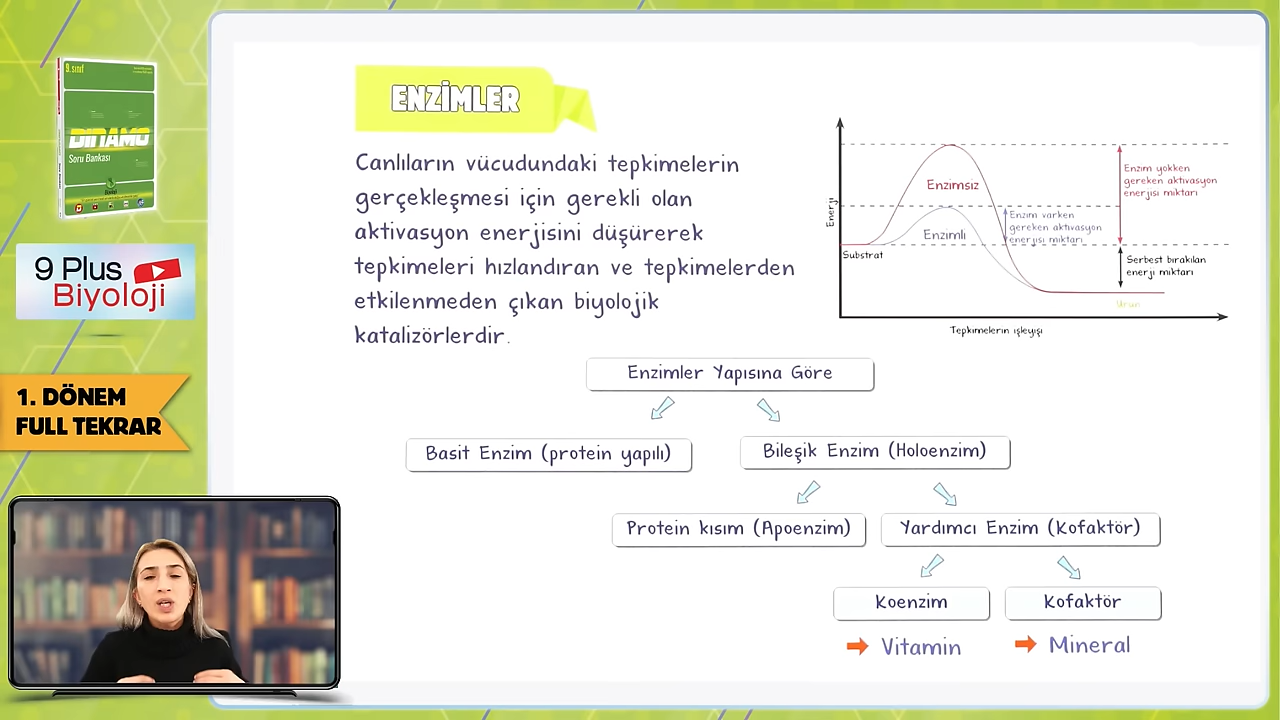 9. sınıf
DİNAMO
Soru Bankası
9 Plus
Biyoloji
1. DÖNEM
FULL TEKRAR
ENZİMLER
Canlıların vücudundaki tepkimelerin
gerçekleşmesi için gerekli olan
aktivasyon enerjisini düşürerek
tepkimeleri hızlandıran ve tepkimelerden
etkilenmeden çıkan biyolojik
katalizörlerdir.
Enerji
Enzimsiz
Enzimli
Substrat
Enzim yokken
gereken aktivasyon
enerjisi miktarı
Enzim varken
gereken aktivasyon
enerjisi miktarı
Serbest bırakılan
enerji miktarı
Ürün
Tepkimelerin işleyişi
Enzimler Yapısına Göre
Basit Enzim (protein yapılı)
Bileşik Enzim (Holoenzim)
Protein kısım (Apoenzim)
Yardımcı Enzim (Kofaktör)
Koenzim
Kofaktör
Vitamin
Mineral